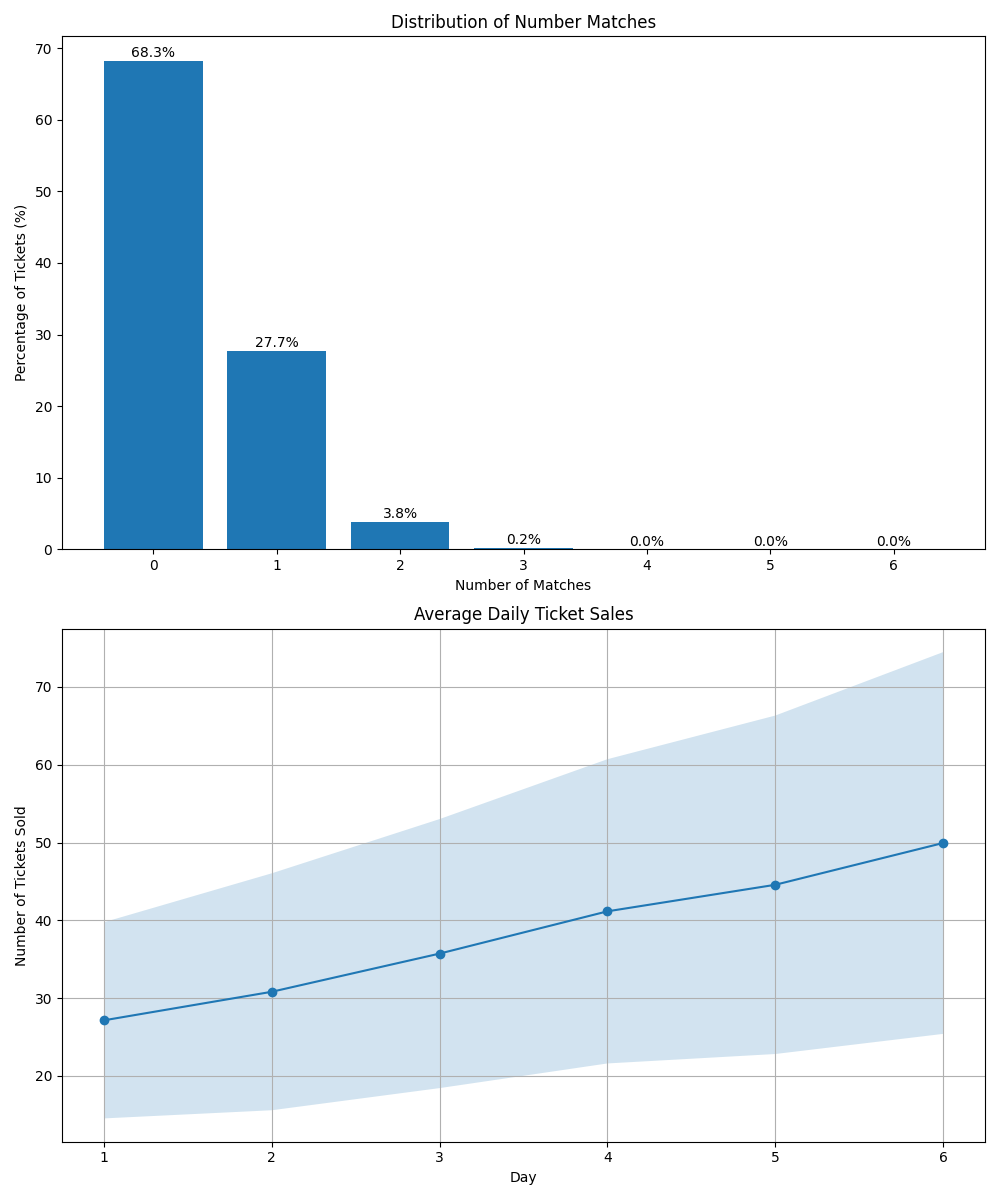 Distribution of Number Matches
Percentage of Tickets (%)
70
60
50
40
30
20
10
0
68.3%
27.7%
3.8%
0.2%
0.0%
0.0%
0.0%
0 1 2 3 4 5 6
Number of Matches
Average Daily Ticket Sales
Number of Tickets Sold
70
60
50
40
30
20
1 2 3 4 5 6
Day